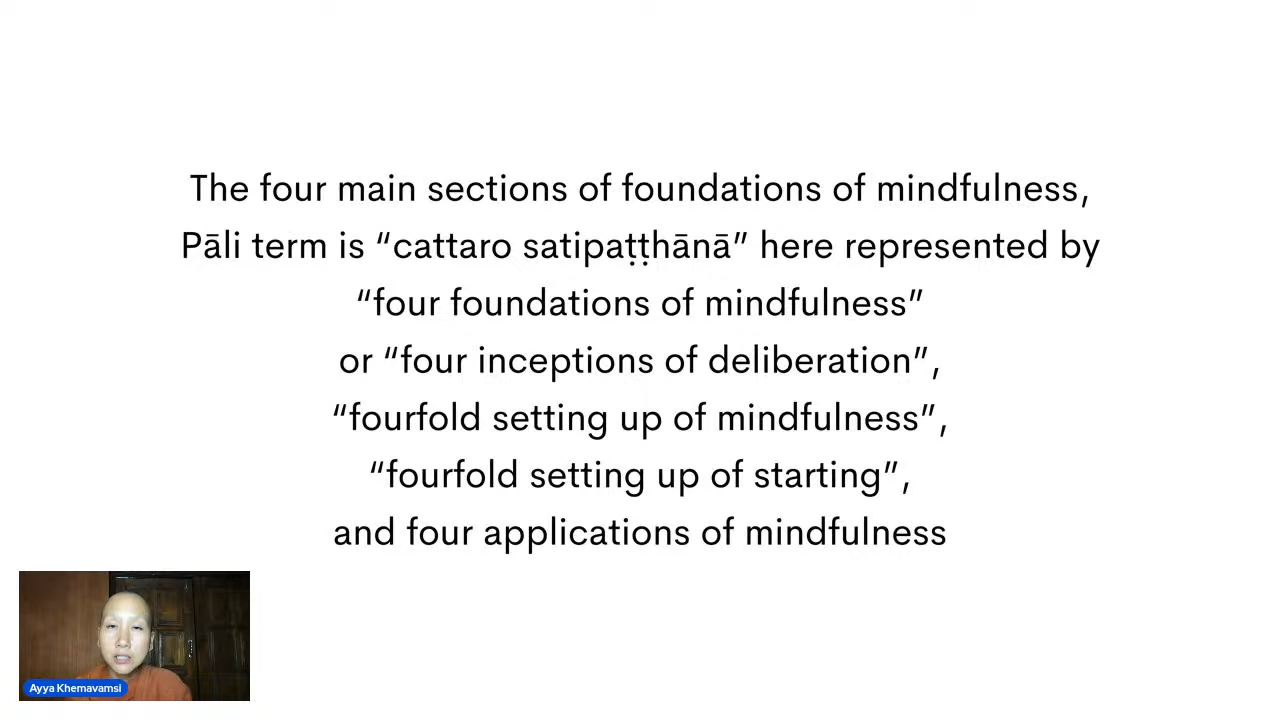 The four main sections of foundations of mindfulness,
Pāli term is “cattaro satipaṭṭhānā” here represented by
“four foundations of mindfulness”
or “four inceptions of deliberation”,
“fourfold setting up of mindfulness”,
“fourfold setting up of starting”,
and four applications of mindfulness
Ayya Khemavamsi